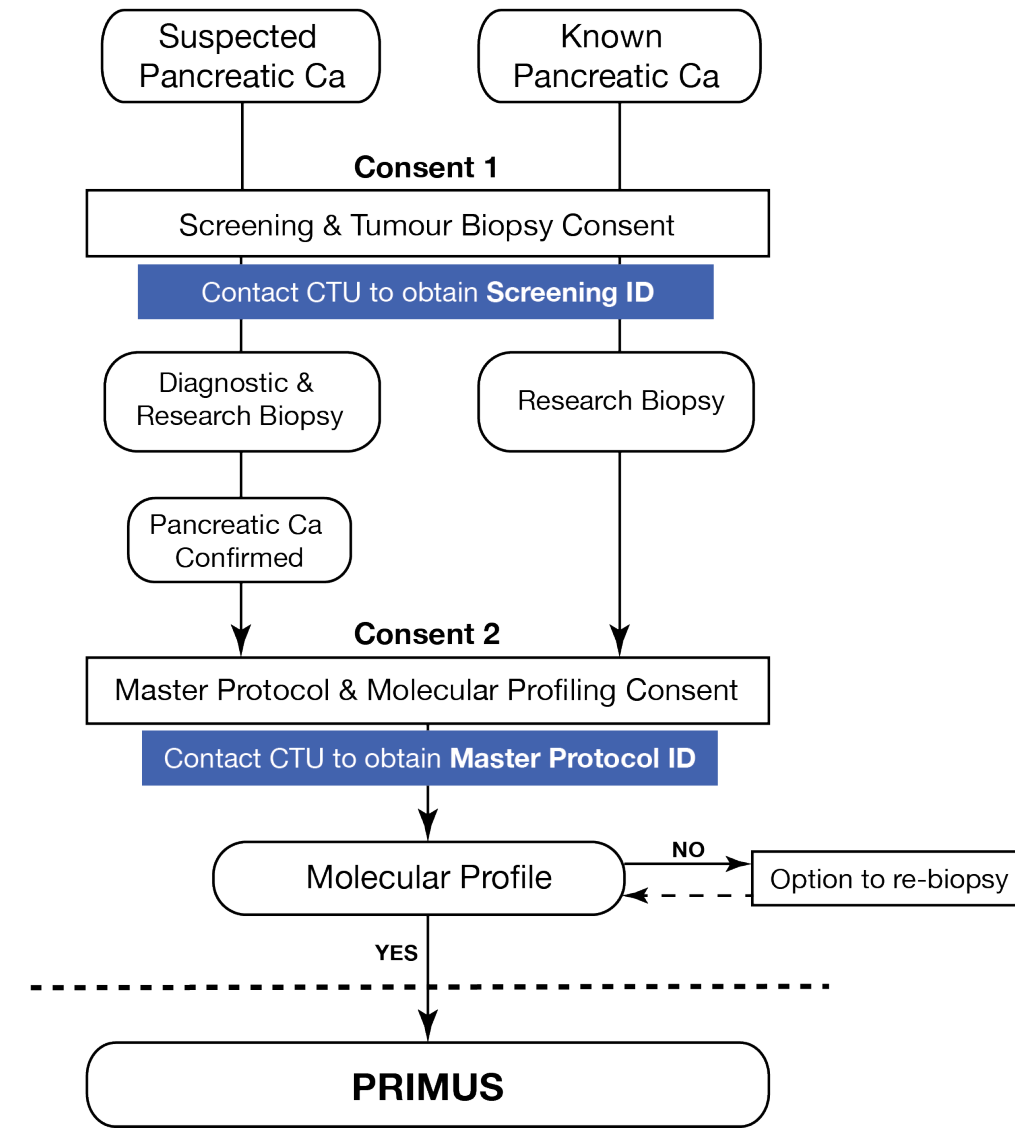 Suspected
Pancreatic Ca
Known
Pancreatic Ca
Consent 1
Screening & Tumour Biopsy Consent
Contact CTU to obtain Screening ID
Diagnostic &
Research Biopsy
Research Biopsy
Pancreatic Ca
Confirmed
Consent 2
Master Protocol & Molecular Profiling Consent
Contact CTU to obtain Master Protocol ID
Molecular Profile
NO
Option to re-biopsy
YES
PRIMUS